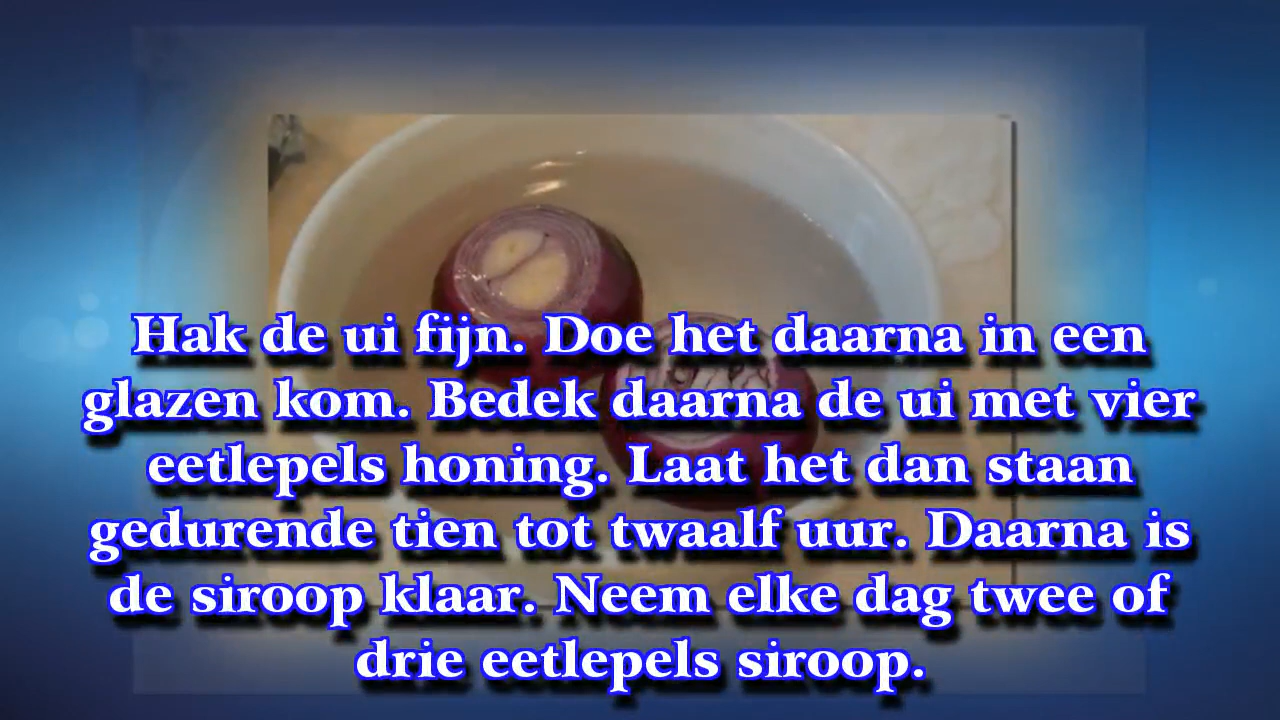 Hak de ui fijn. Doe het daarna in een
glazen kom. Bedek daarna de ui met vier
eetlepels honing. Laat het dan staan
gedurende tien tot twaalf uur. Daarna is
de siroop klaar. Neem elke dag twee of
drie eetlepels siroop.